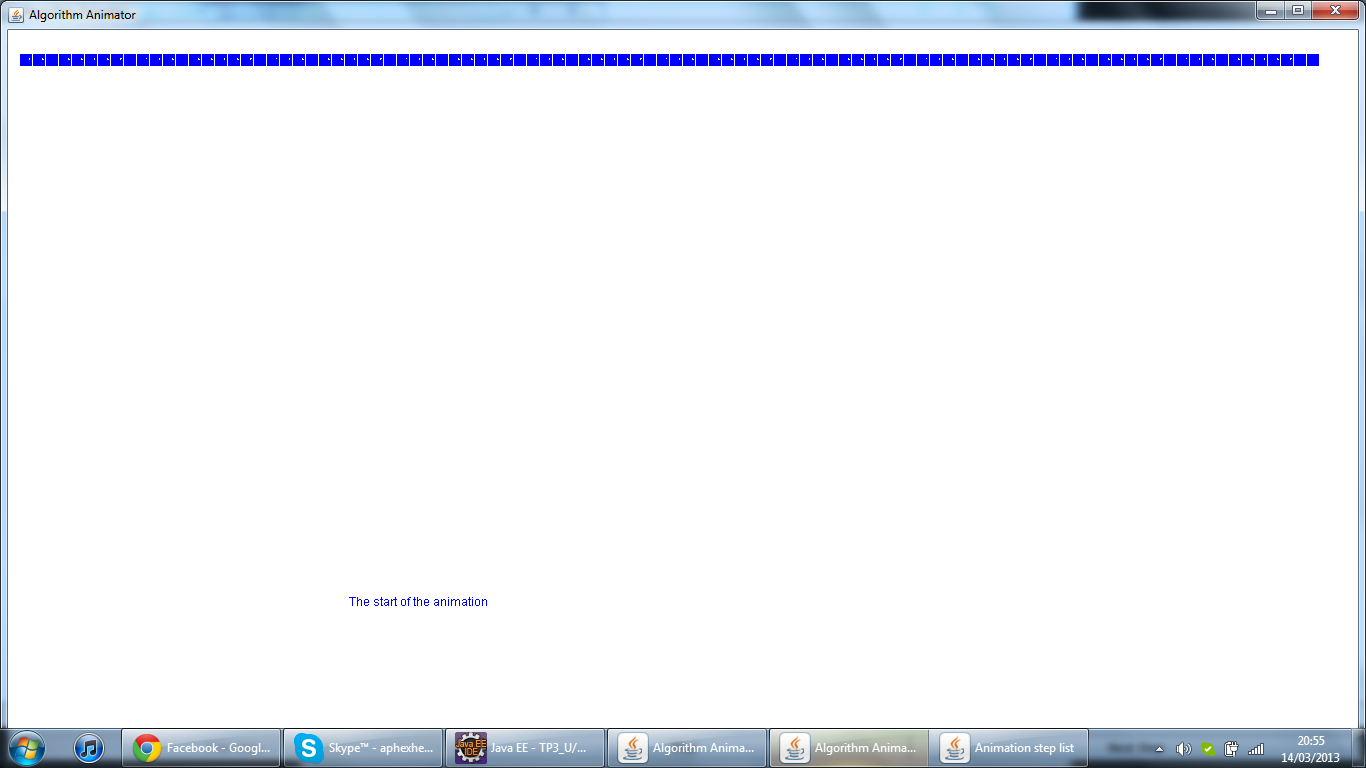 Algorithm Animator
The start of the animation
Facebook - Googl...
Skype™ - aphexhe...
Java EE - TP3_U/...
Algorithm Anima...
Algorithm Anima...
Animation step list
20:55
14/03/2013
Java EE
IDE